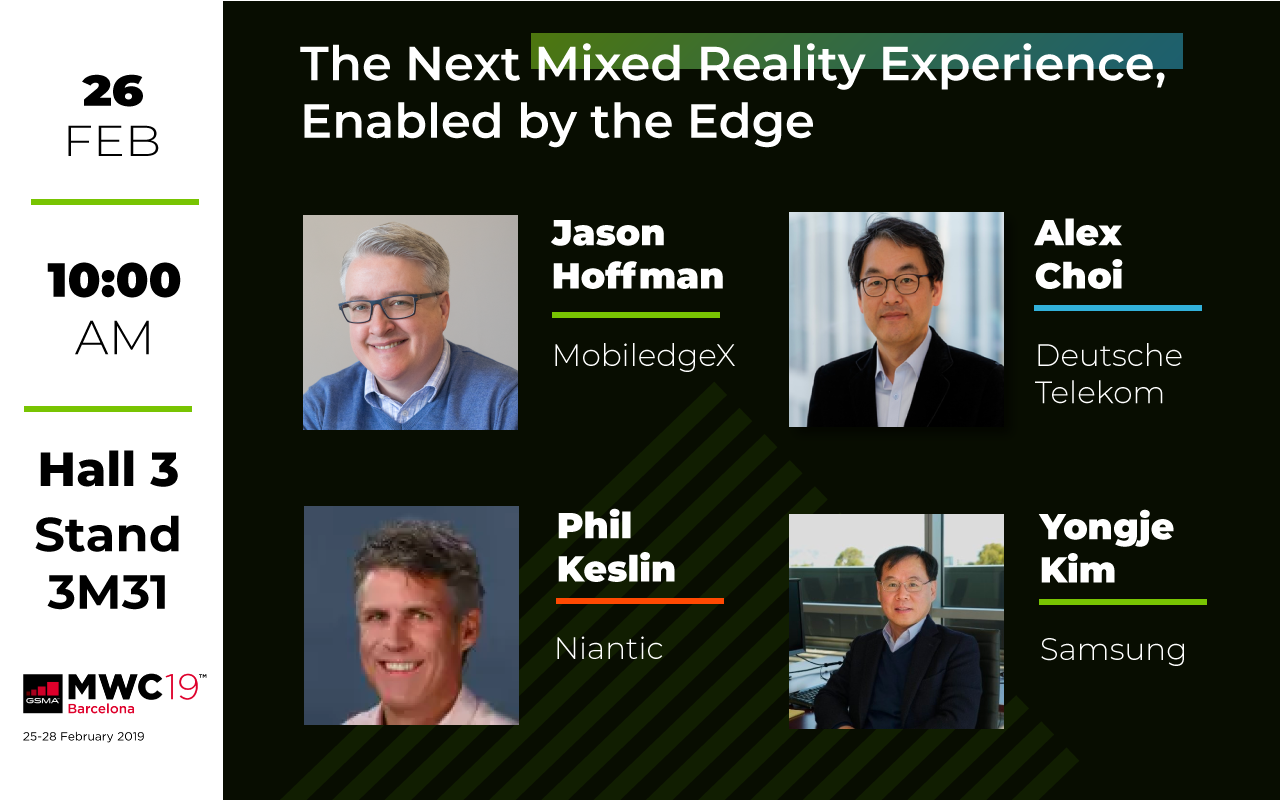 26
FEB
10:00
AM
Hall 3
Stand
3M31
GSMA
MWC19™
Barcelona
25-28 February 2019
The Next Mixed Reality Experience,
Enabled by the Edge
Jason
Hoffman
MobiledgeX
Alex
Choi
Deutsche
Telekom
Phil
Keslin
Niantic
Yongje
Kim
Samsung